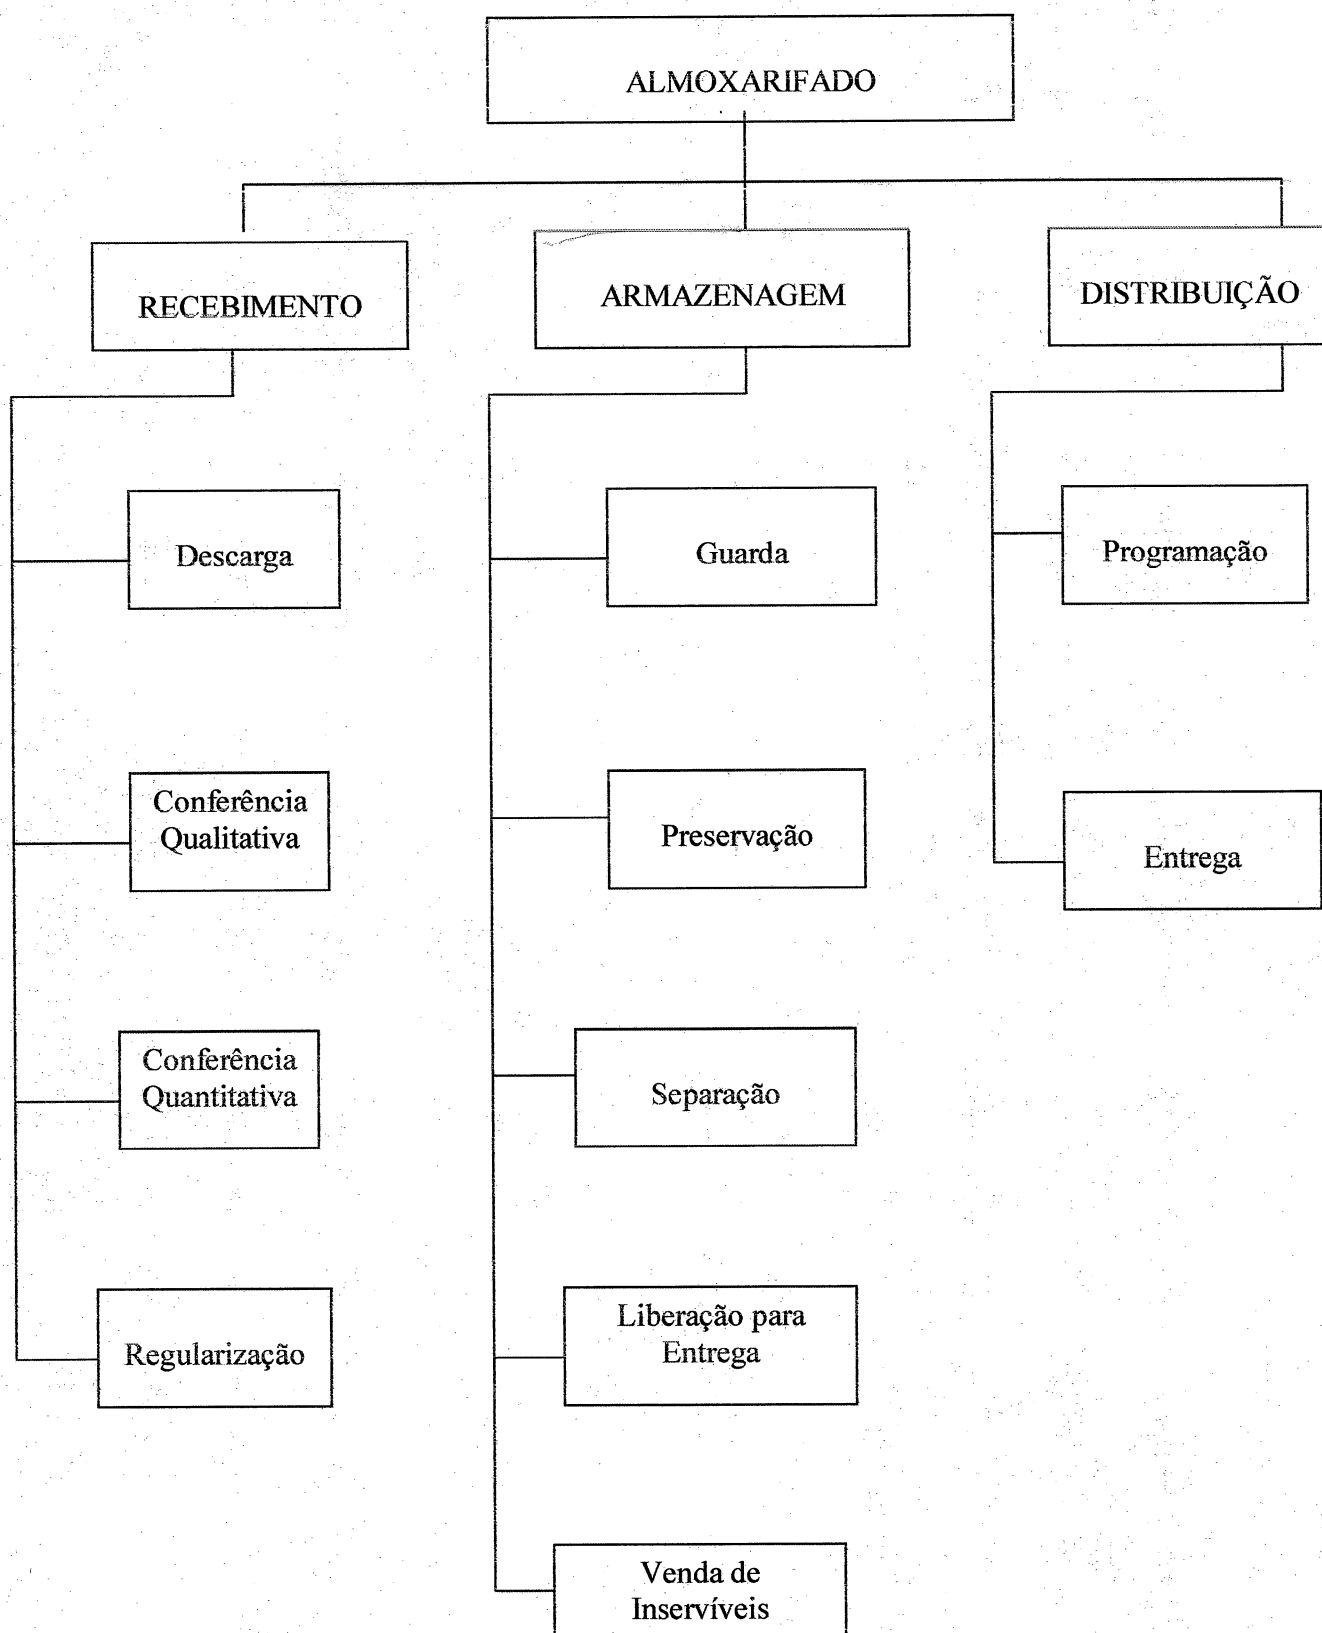 ALMOXARIFADO
RECEBIMENTO
ARMAZENAGEM
DISTRIBUIÇÃO
Descarga
Guarda
Programação
Conferência
Qualitativa
Preservação
Entrega
Conferência
Quantitativa
Separação
Regularização
Liberação para
Entrega
Venda de
Inservíveis